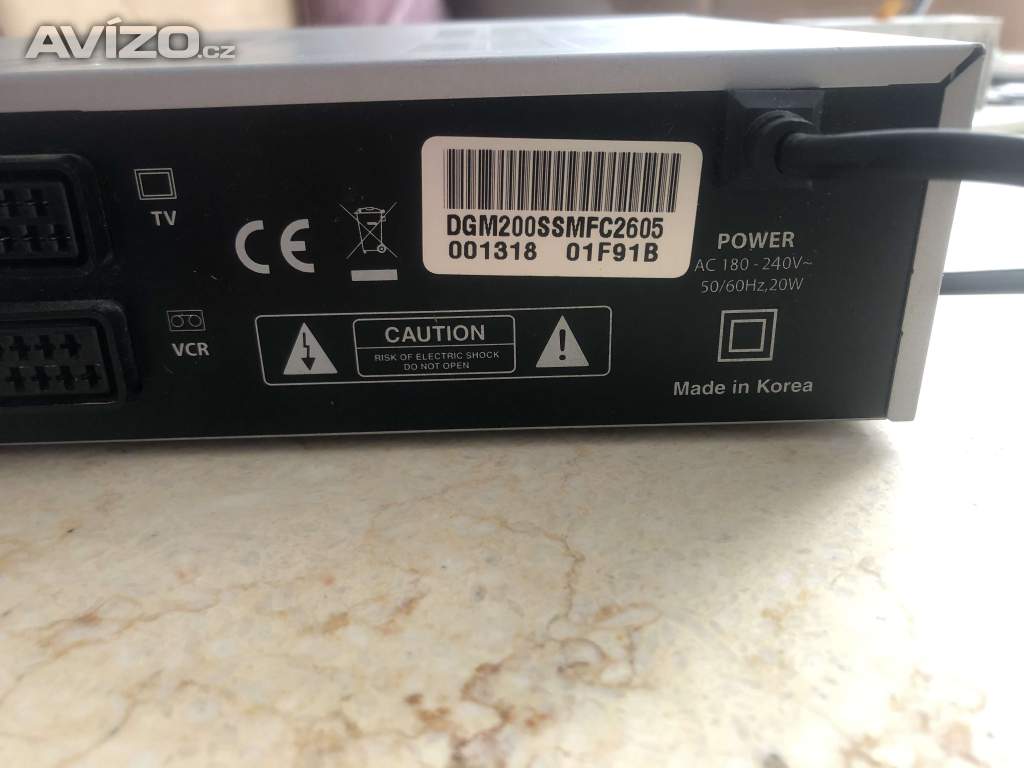 AVÍZO.cz
TV
CE
DGM200SSMFC2605
001318 01F91B
POWER
AC 180 - 240V~
50/60Hz,20W
VCR
CAUTION
RISK OF ELECTRIC SHOCK
DO NOT OPEN
Made in Korea